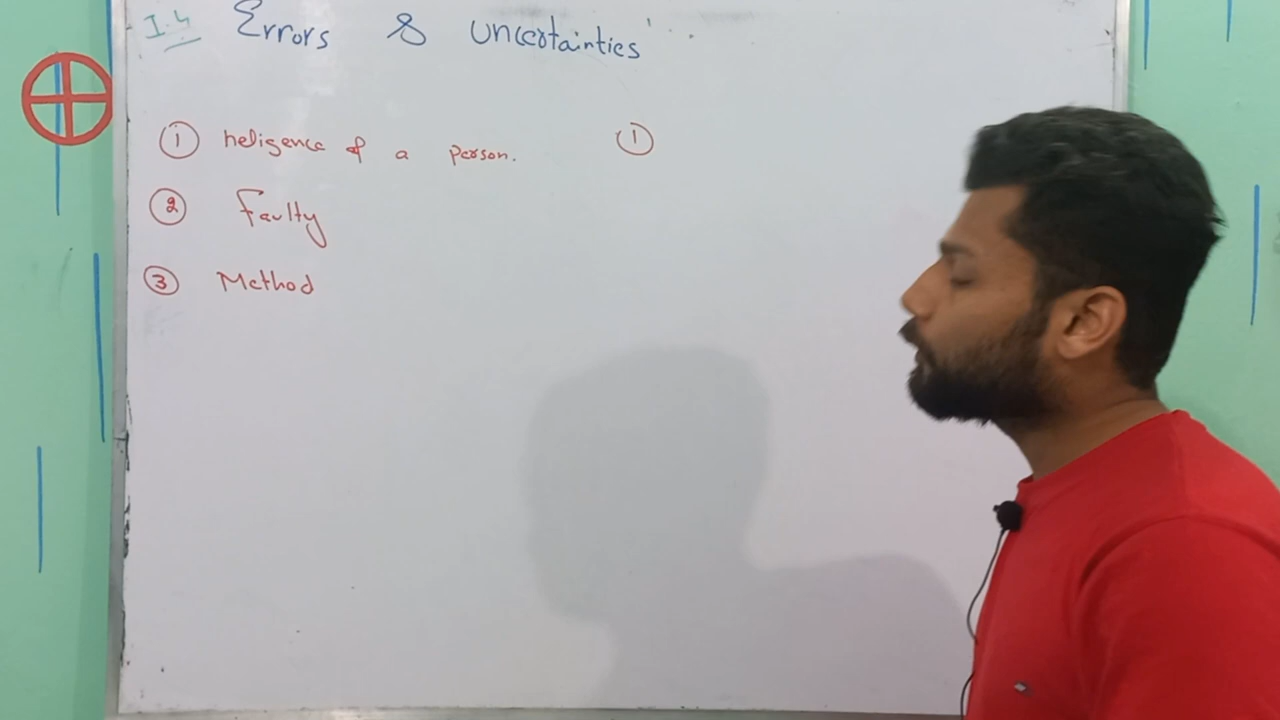 1.4 Errors & Uncertainties
① neligence of a person.
② Faulty
③ Method
①